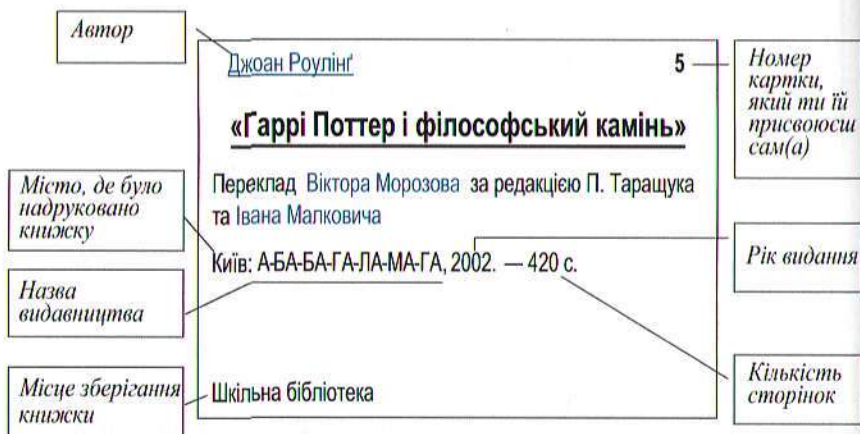 Автор
Джоан Роулінґ
5
Номер
картки,
який ти їй
присвоюєш
сам(а)
«Гаррі Поттер і філософський камінь»
Місто, де було
надруковано
книжку
Переклад Віктора Морозова за редакцією П. Таращука
та Івана Малковича
Київ: А-БА-БА-ГА-ЛА-МА-ГА, 2002. — 420 с.
Рік видання
Назва
видавництва
Місце зберігання
книжки
Шкільна бібліотека
Кількість
сторінок